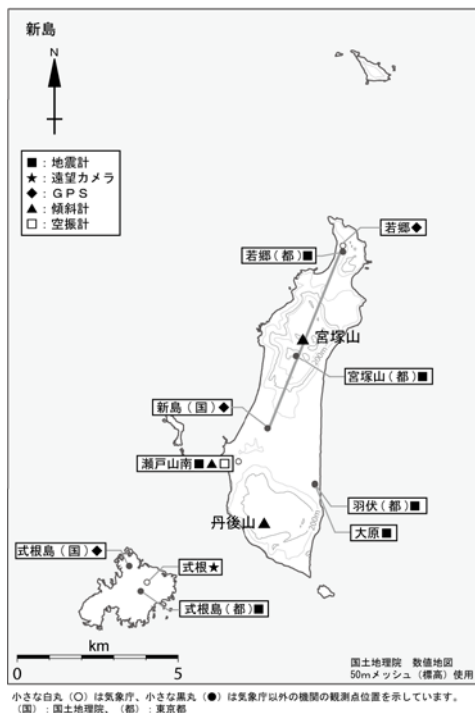 新島
N
■：地震計
★：遠望カメラ
◆：ＧＰＳ
▲：傾斜計
□：空振計
若郷◆
若郷（都）■
宮塚山
200m
宮塚山（都）■
新島（国）◆
瀬戸山南■▲□
羽伏（都）■
200m
丹後山
大原■
式根島（国）◆
式根★
式根島（都）■
km
0
5
国土地理院　数値地図
50mメッシュ（標高）使用
小さな白丸（○）は気象庁、小さな黒丸（●）は気象庁以外の機関の観測点位置を示しています。
（国）：国土地理院、（都）：東京都